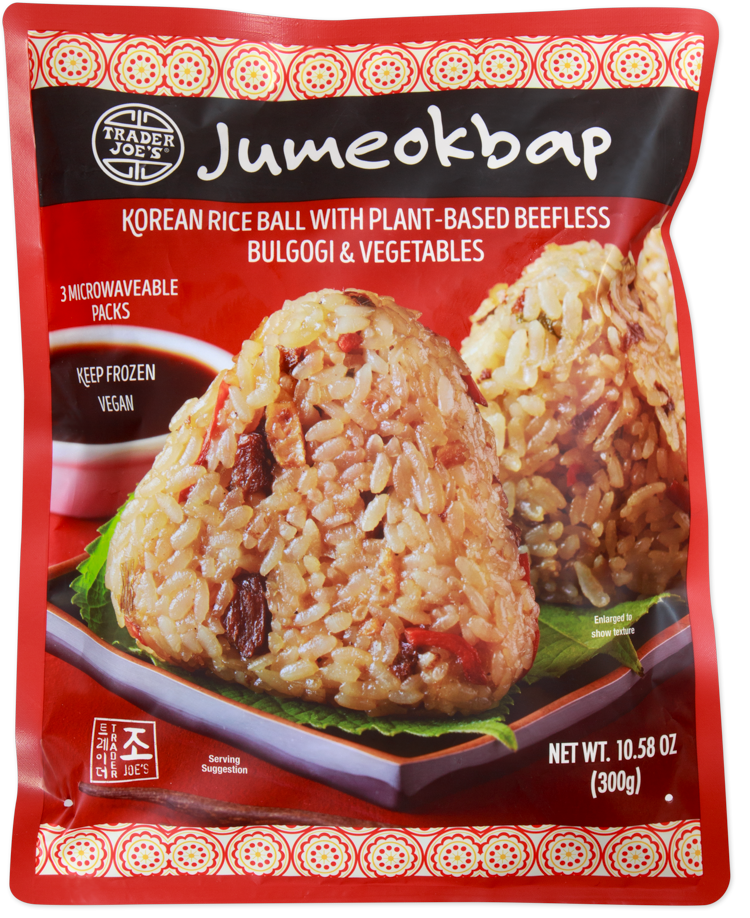 TRADER
JOE'S®
Jumeokbap
KOREAN RICE BALL WITH PLANT-BASED BEEFLESS
BULGOGI & VEGETABLES
3 MICROWAVEABLE
PACKS
KEEP FROZEN
VEGAN
Enlarged to
show texture
트레이더
TRADER
조
JOE'S
Serving
Suggestion
NET WT. 10.58 OZ
(300g)